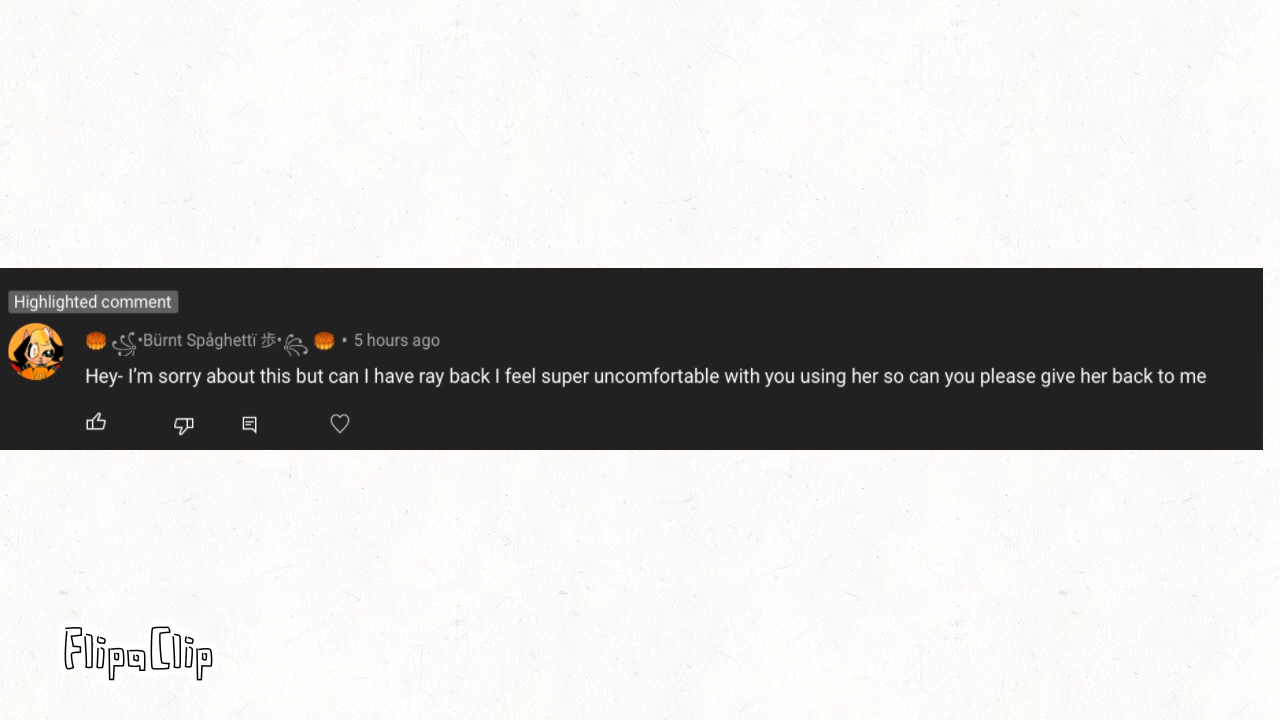 Highlighted comment
🥮 ꧁•Bürnt Spåghettï 歩•꧂ 🥮 • 5 hours ago
Hey- I’m sorry about this but can I have ray back I feel super uncomfortable with you using her so can you please give her back to me
FlipaClip